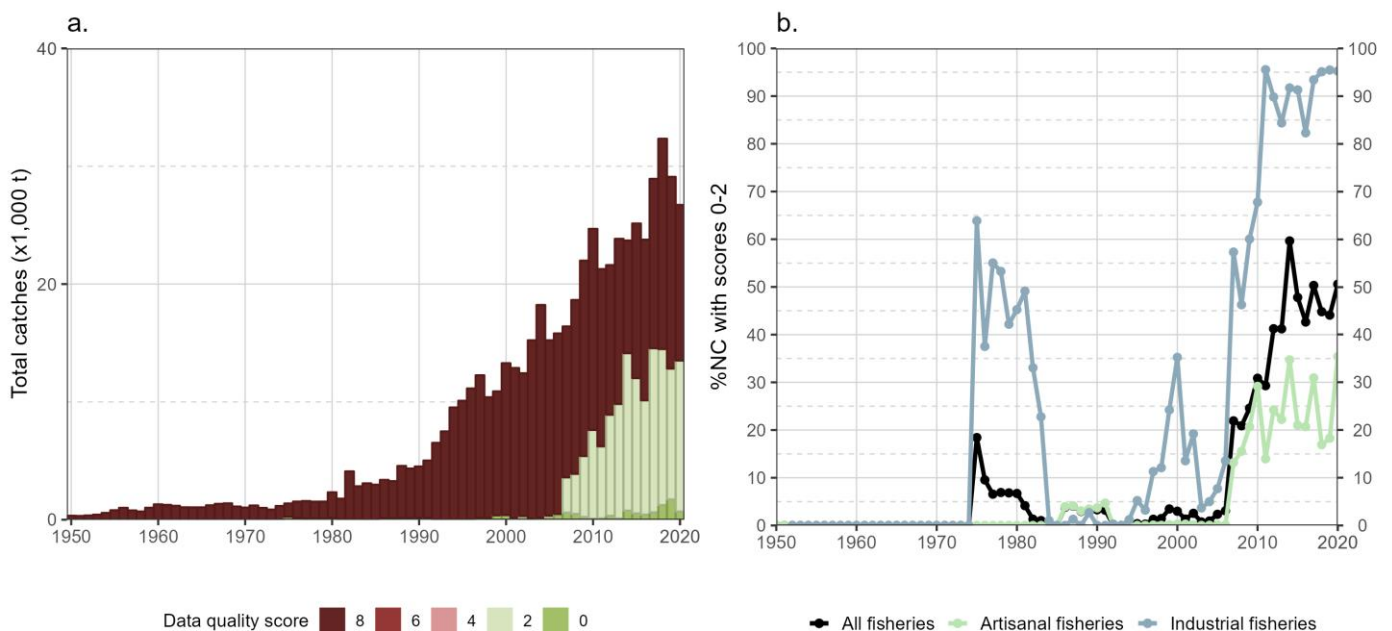 a.
Total catches (x1,000 t)
40
20
0
1950 1960 1970 1980 1990 2000 2010 2020
Data quality score 8 6 4 2 0
b.
%NC with scores 0-2
100 100
90 90
80 80
70 70
60 60
50 50
40 40
30 30
20 20
10 10
0 0
1950 1960 1970 1980 1990 2000 2010 2020
All fisheries Artisanal fisheries Industrial fisheries